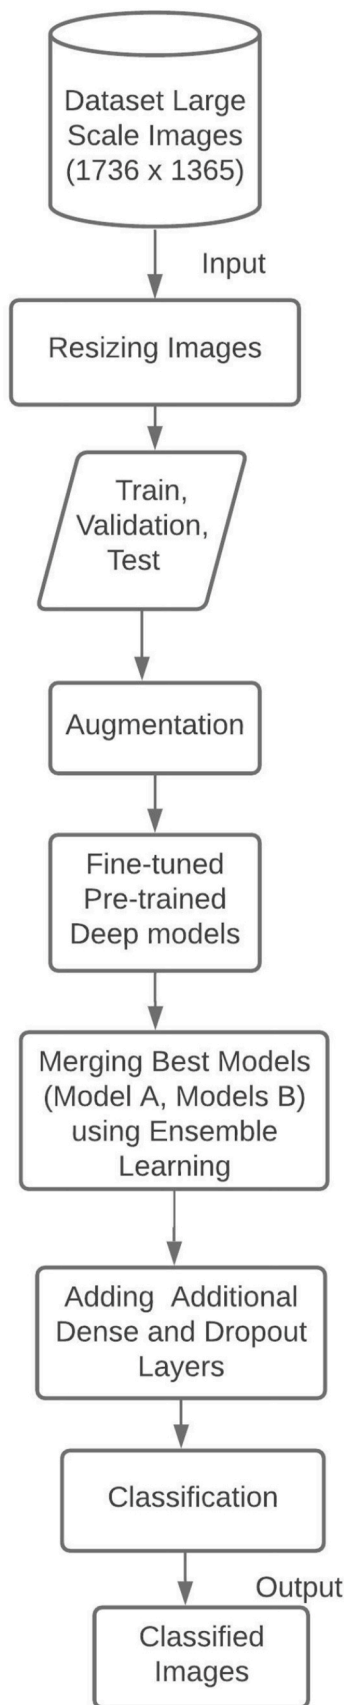 Dataset Large
Scale Images
(1736 x 1365)
Input
Resizing Images
Train,
Validation,
Test
Augmentation
Fine-tuned
Pre-trained
Deep models
Merging Best Models
(Model A, Models B)
using Ensemble
Learning
Adding  Additional
Dense and Dropout
Layers
Classification
Output
Classified
Images